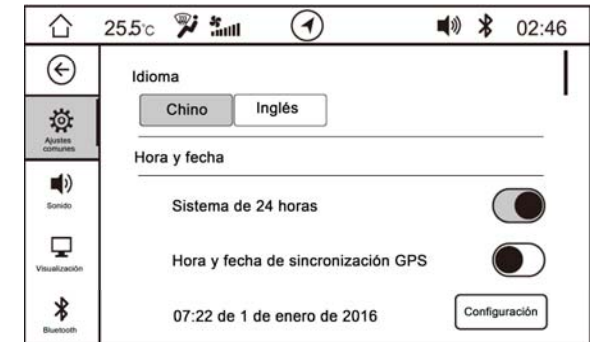 25.5°C
02:46
Idioma
Chino
Inglés
Ajustes
comunes
Hora y fecha
Sonido
Sistema de 24 horas
Visualización
Hora y fecha de sincronización GPS
Bluetooth
07:22 de 1 de enero de 2016
Configuración